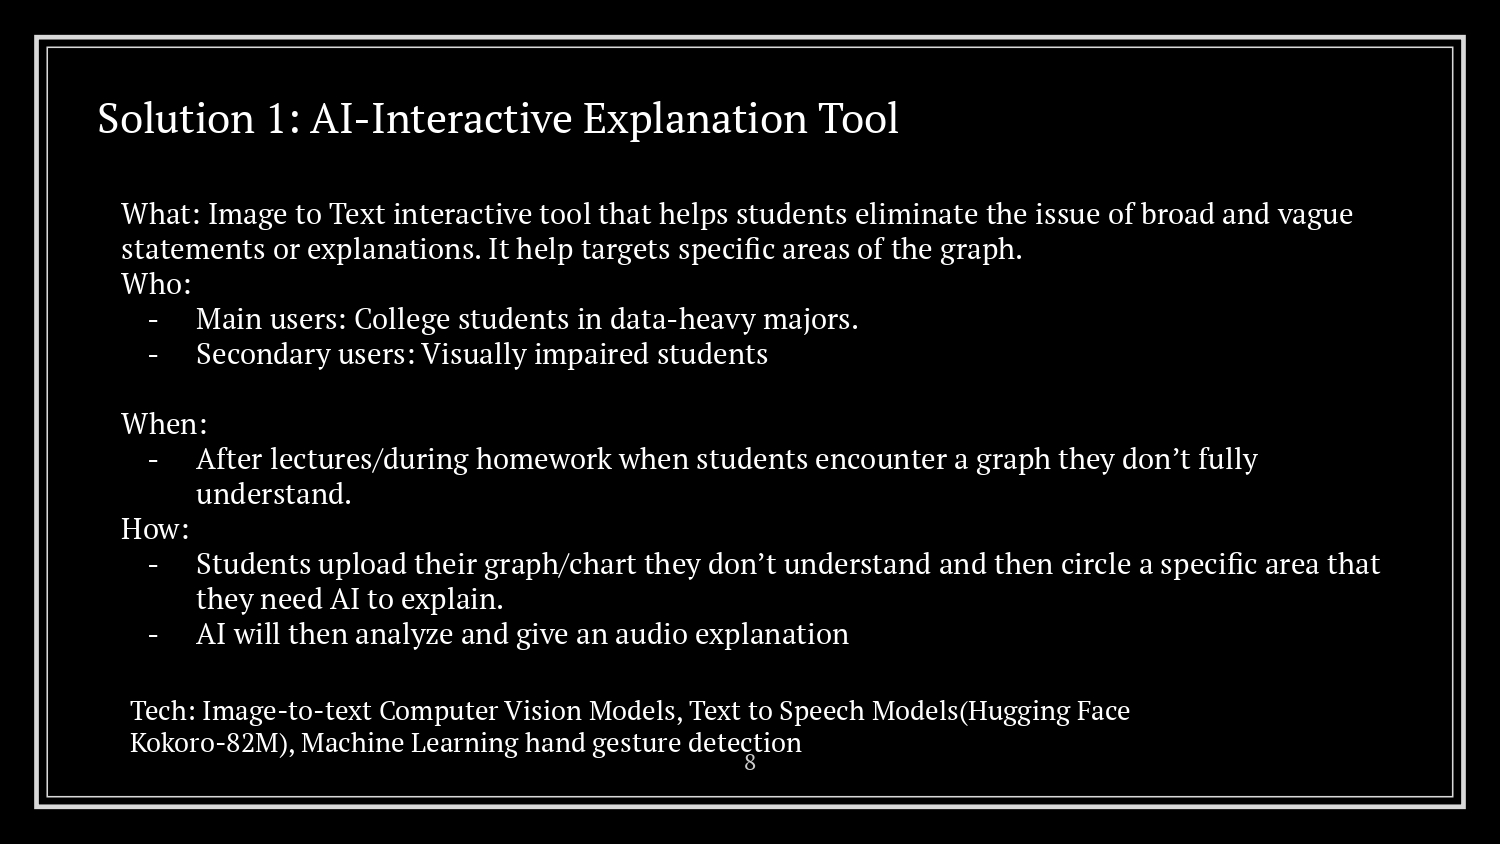 Solution 1: AI-Interactive Explanation Tool
What: Image to Text interactive tool that helps students eliminate the issue of broad and vague
statements or explanations. It help targets specific areas of the graph.
Who:
- Main users: College students in data-heavy majors.
- Secondary users: Visually impaired students
When:
- After lectures/during homework when students encounter a graph they don’t fully
understand.
How:
- Students upload their graph/chart they don’t understand and then circle a specific area that
they need AI to explain.
- AI will then analyze and give an audio explanation
Tech: Image-to-text Computer Vision Models, Text to Speech Models(Hugging Face
Kokoro-82M), Machine Learning hand gesture detection
8